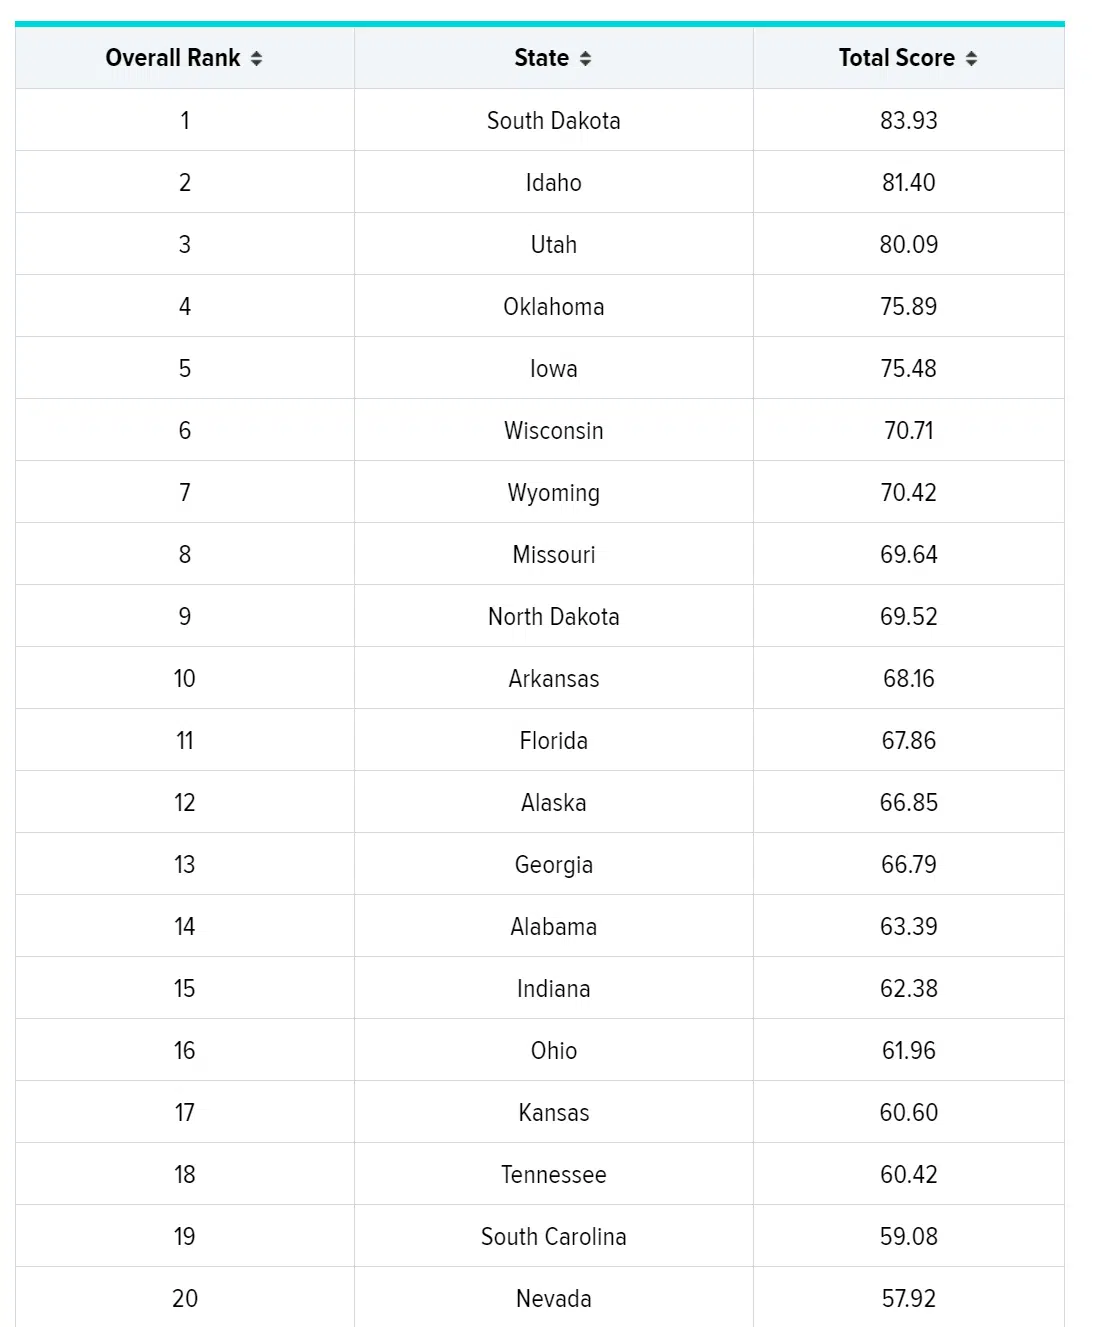 Overall Rank State Total Score
1 South Dakota 83.93
2 Idaho 81.40
3 Utah 80.09
4 Oklahoma 75.89
5 Iowa 75.48
6 Wisconsin 70.71
7 Wyoming 70.42
8 Missouri 69.64
9 North Dakota 69.52
10 Arkansas 68.16
11 Florida 67.86
12 Alaska 66.85
13 Georgia 66.79
14 Alabama 63.39
15 Indiana 62.38
16 Ohio 61.96
17 Kansas 60.60
18 Tennessee 60.42
19 South Carolina 59.08
20 Nevada 57.92